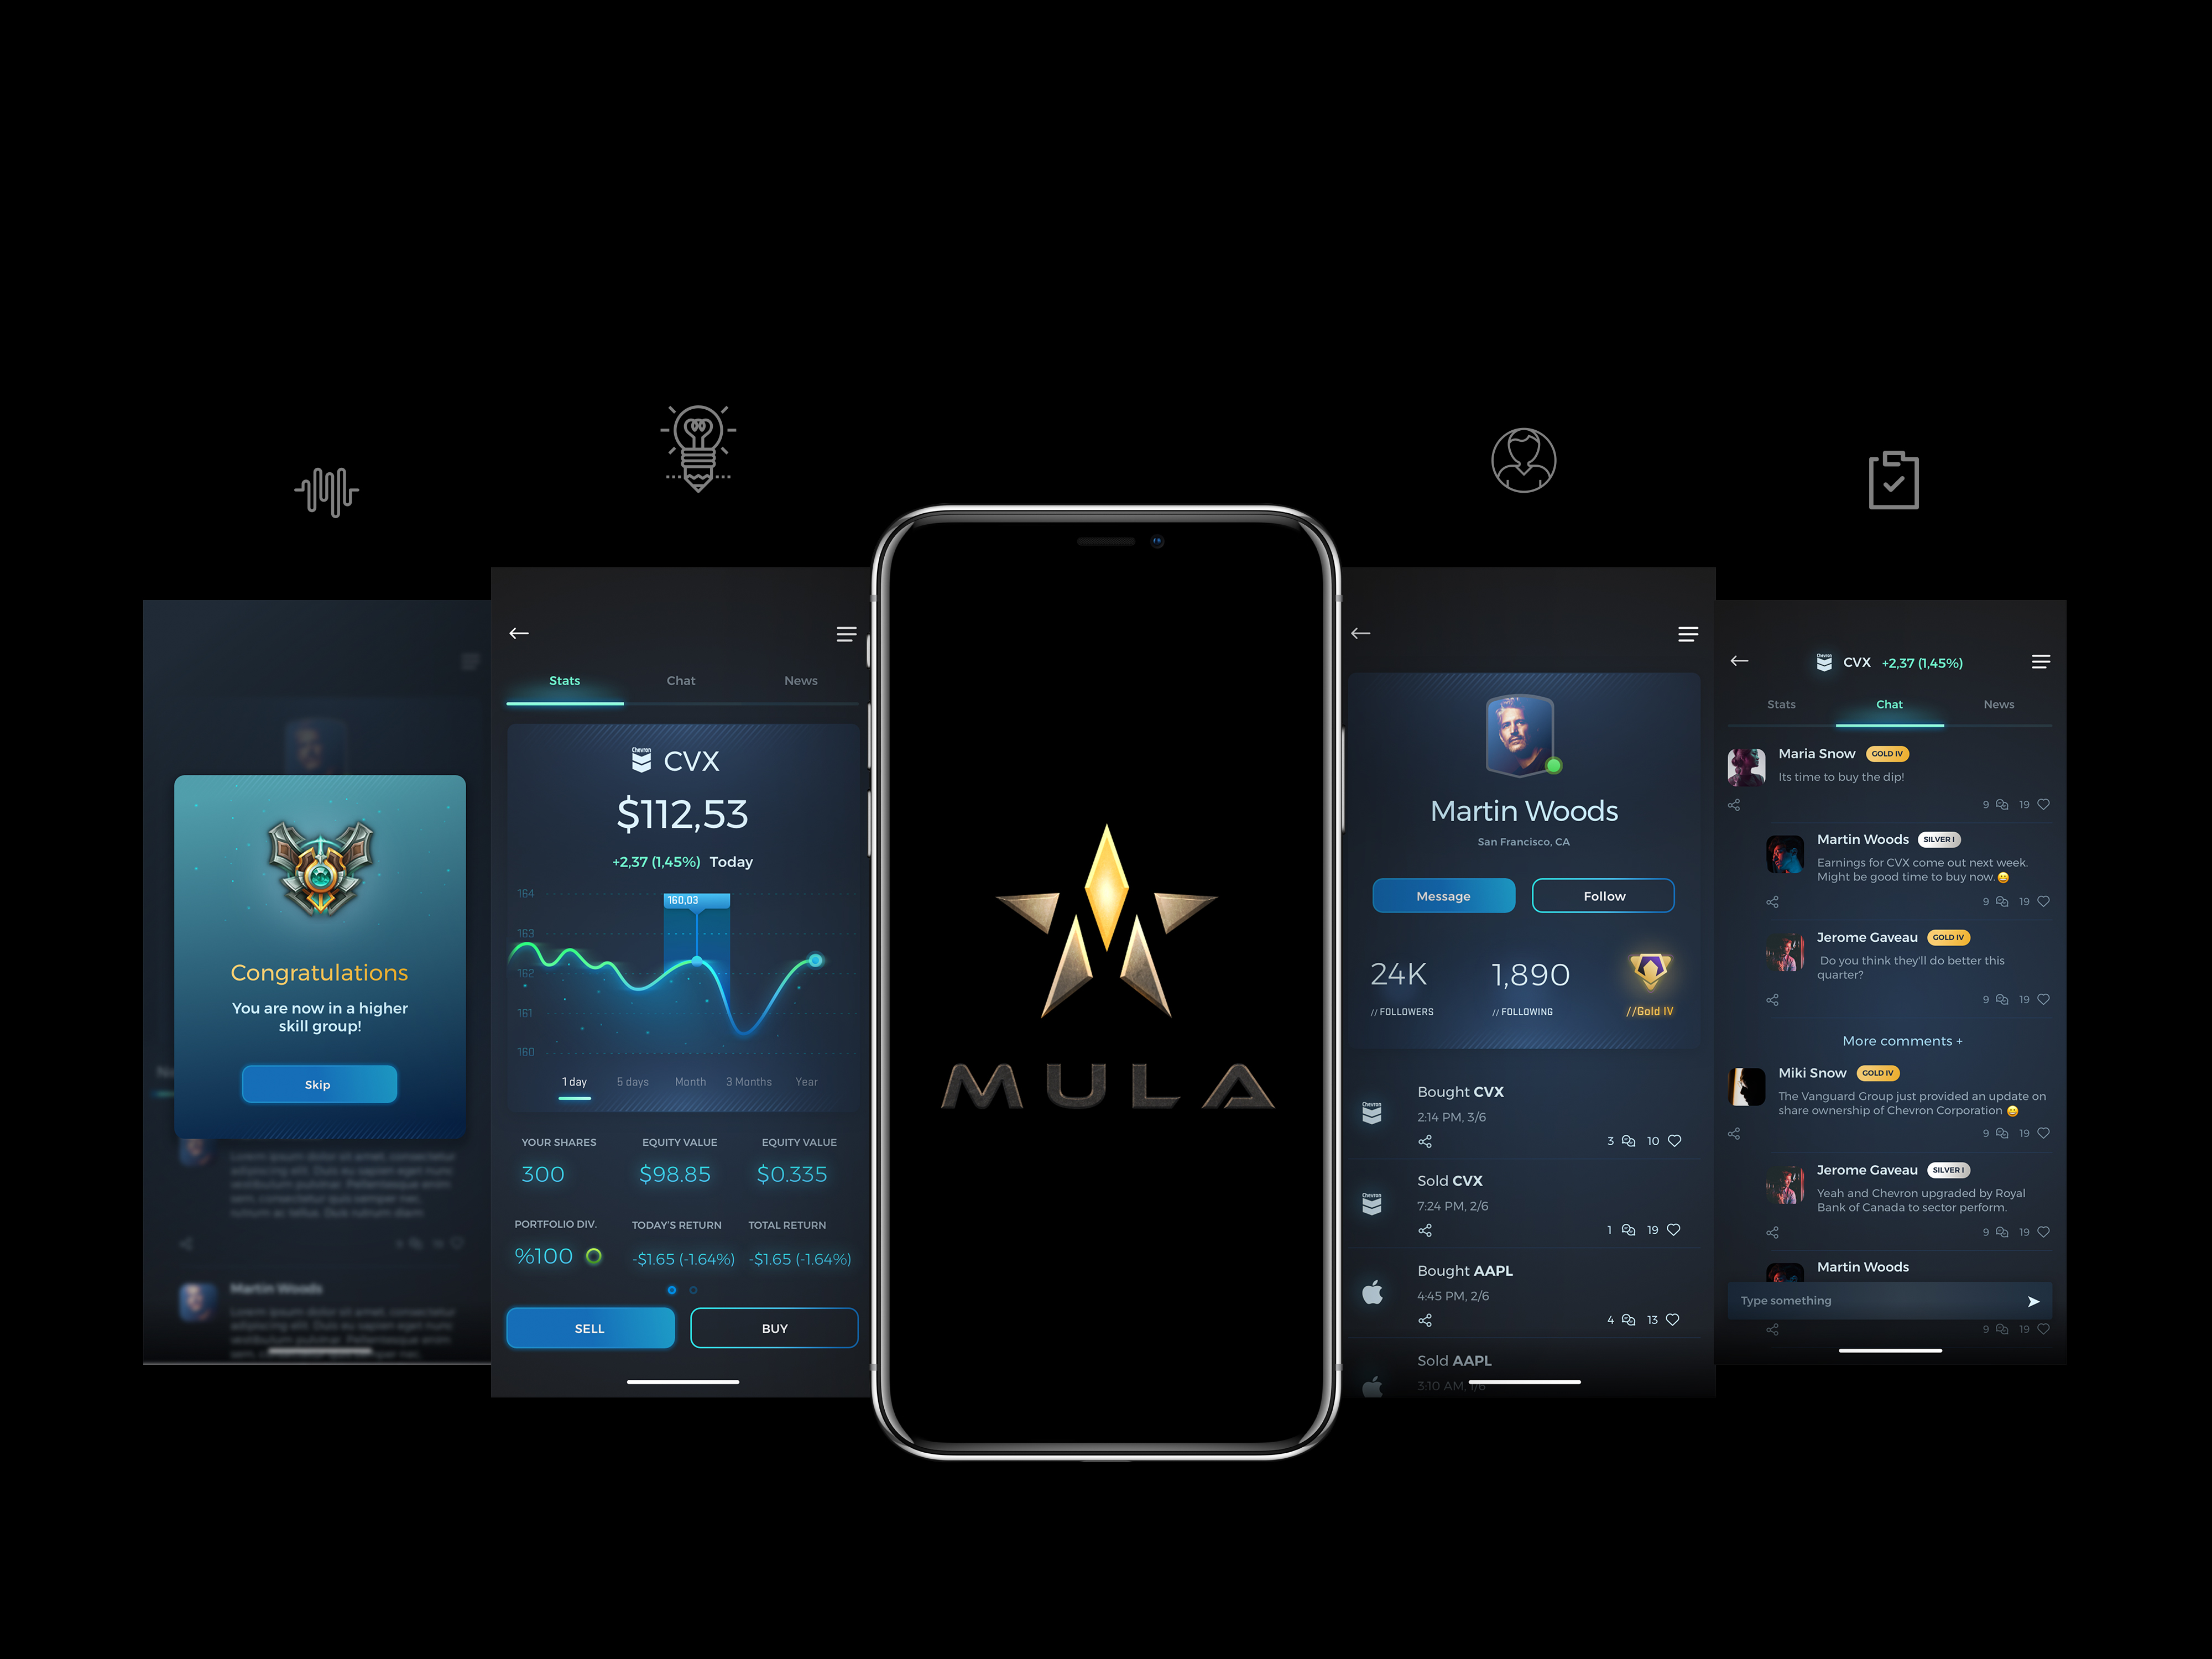 Congratulations
You are now in a higher
skill group!
Skip
Martin Woods
Stats Chat News
Chevron
CVX
$112,53
+2,37 (1,45%) Today
164
160,03
163
162
161
160
1 day 5 days Month 3 Months Year
YOUR SHARES EQUITY VALUE EQUITY VALUE
300 $98.85 $0.335
PORTFOLIO DIV. TODAY'S RETURN TOTAL RETURN
%100 -$1.65 (-1.64%) -$1.65 (-1.64%)
SELL BUY
MULA
Martin Woods
San Francisco, CA
Message Follow
24K 1,890
// FOLLOWERS // FOLLOWING //Gold IV
Bought CVX
Chevron
2:14 PM, 3/6
3 10
Sold CVX
Chevron
7:24 PM, 2/6
1 19
Bought AAPL
4:45 PM, 2/6
4 13
Sold AAPL
3:10 AM, 1/6
Chevron
CVX +2,37 (1,45%)
Stats Chat News
Maria Snow GOLD IV
Its time to buy the dip!
9 19
Martin Woods SILVER I
Earnings for CVX come out next week.
Might be good time to buy now.😄
9 19
Jerome Gaveau GOLD IV
Do you think they'll do better this
quarter?
9 19
More comments +
Miki Snow GOLD IV
The Vanguard Group just provided an update on
share ownership of Chevron Corporation 😄
9 19
Jerome Gaveau SILVER I
Yeah and Chevron upgraded by Royal
Bank of Canada to sector perform.
9 19
Martin Woods
Type something
9 19